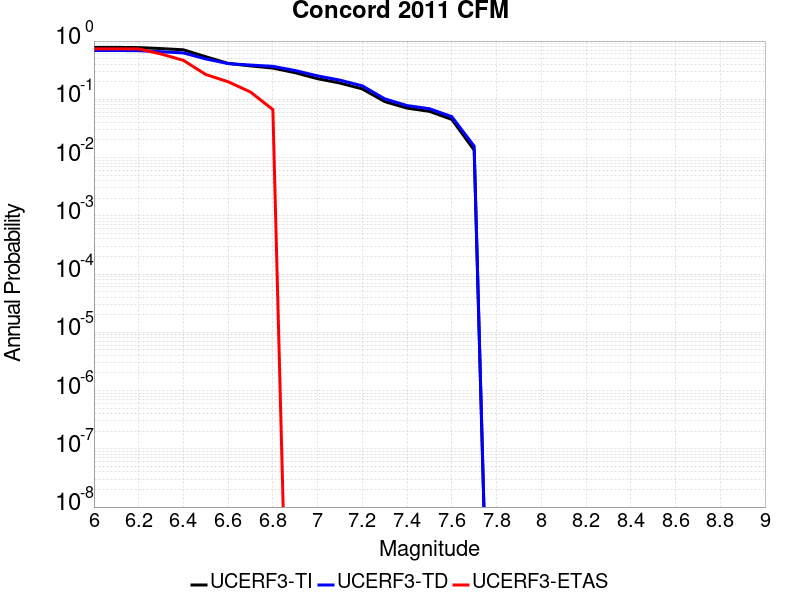 Concord 2011 CFM
Annual Probability
10^0
10^-1
10^-2
10^-3
10^-4
10^-5
10^-6
10^-7
10^-8
6 6.2 6.4 6.6 6.8 7 7.2 7.4 7.6 7.8 8 8.2 8.4 8.6 8.8 9
Magnitude
UCERF3-TI UCERF3-TD UCERF3-ETAS